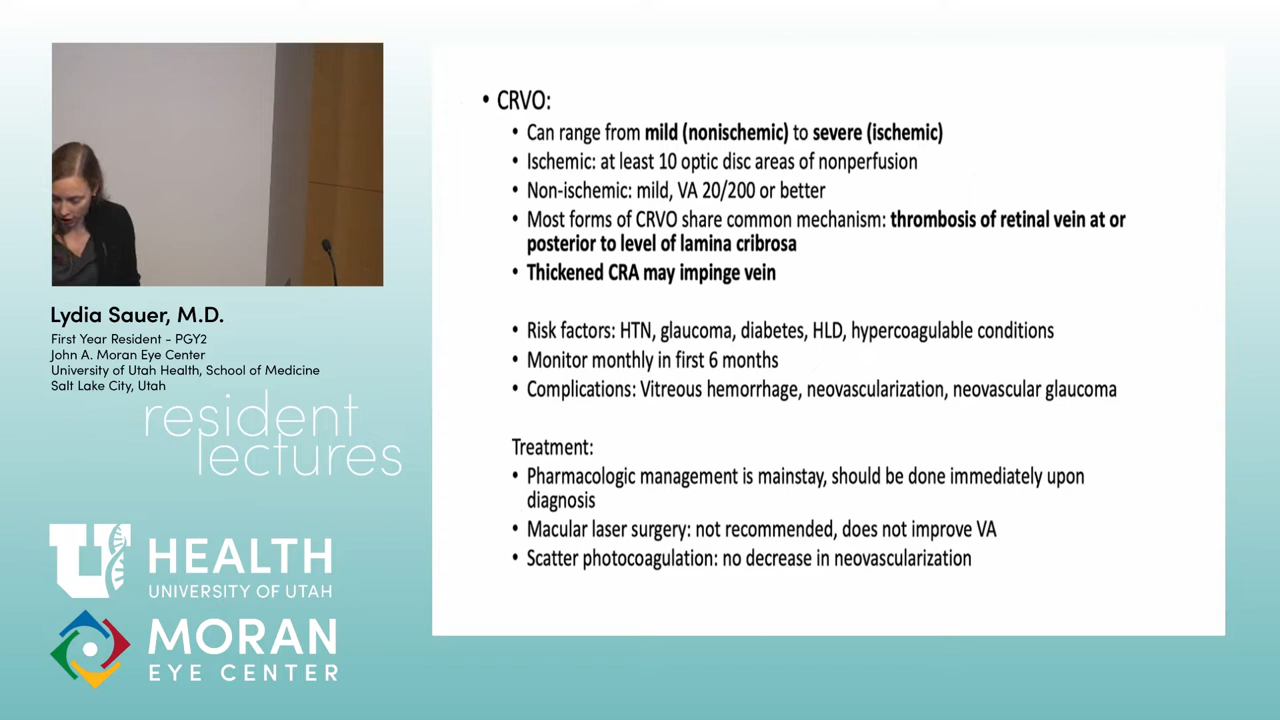 Lydia Sauer, M.D.
First Year Resident - PGY2
John A. Moran Eye Center
University of Utah Health, School of Medicine
Salt Lake City, Utah
resident
lectures
U
HEALTH
UNIVERSITY OF UTAH
MORAN
EYE CENTER
• CRVO:
• Can range from mild (nonischemic) to severe (ischemic)
• Ischemic: at least 10 optic disc areas of nonperfusion
• Non-ischemic: mild, VA 20/200 or better
• Most forms of CRVO share common mechanism: thrombosis of retinal vein at or
posterior to level of lamina cribrosa
• Thickened CRA may impinge vein
• Risk factors: HTN, glaucoma, diabetes, HLD, hypercoagulable conditions
• Monitor monthly in first 6 months
• Complications: Vitreous hemorrhage, neovascularization, neovascular glaucoma
Treatment:
• Pharmacologic management is mainstay, should be done immediately upon
diagnosis
• Macular laser surgery: not recommended, does not improve VA
• Scatter photocoagulation: no decrease in neovascularization